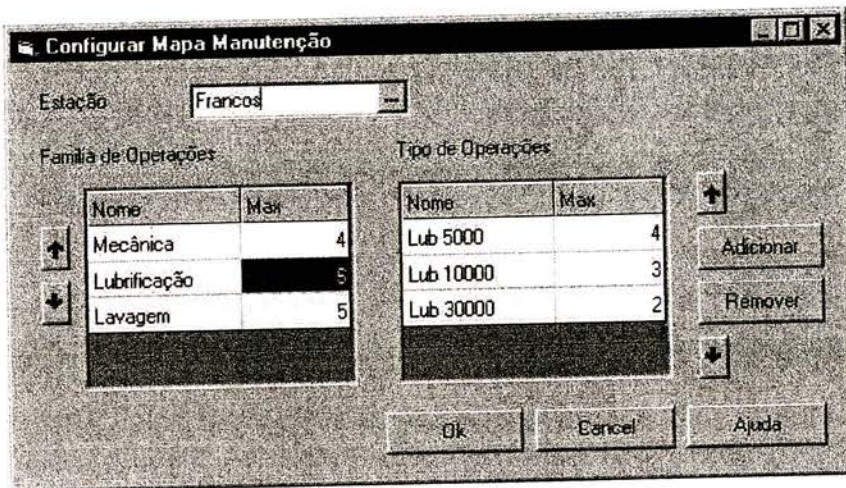 Configurar Mapa Manutenção
Estação Francos
Família de Operações
Nome Max
Mecânica 4
Lubrificação
Lavagem 5
Tipo de Operações
Nome Max
Lub 5000 4
Lub 10000 3
Lub 30000 2
Adicionar
Remover
Ok Cancel Ajuda